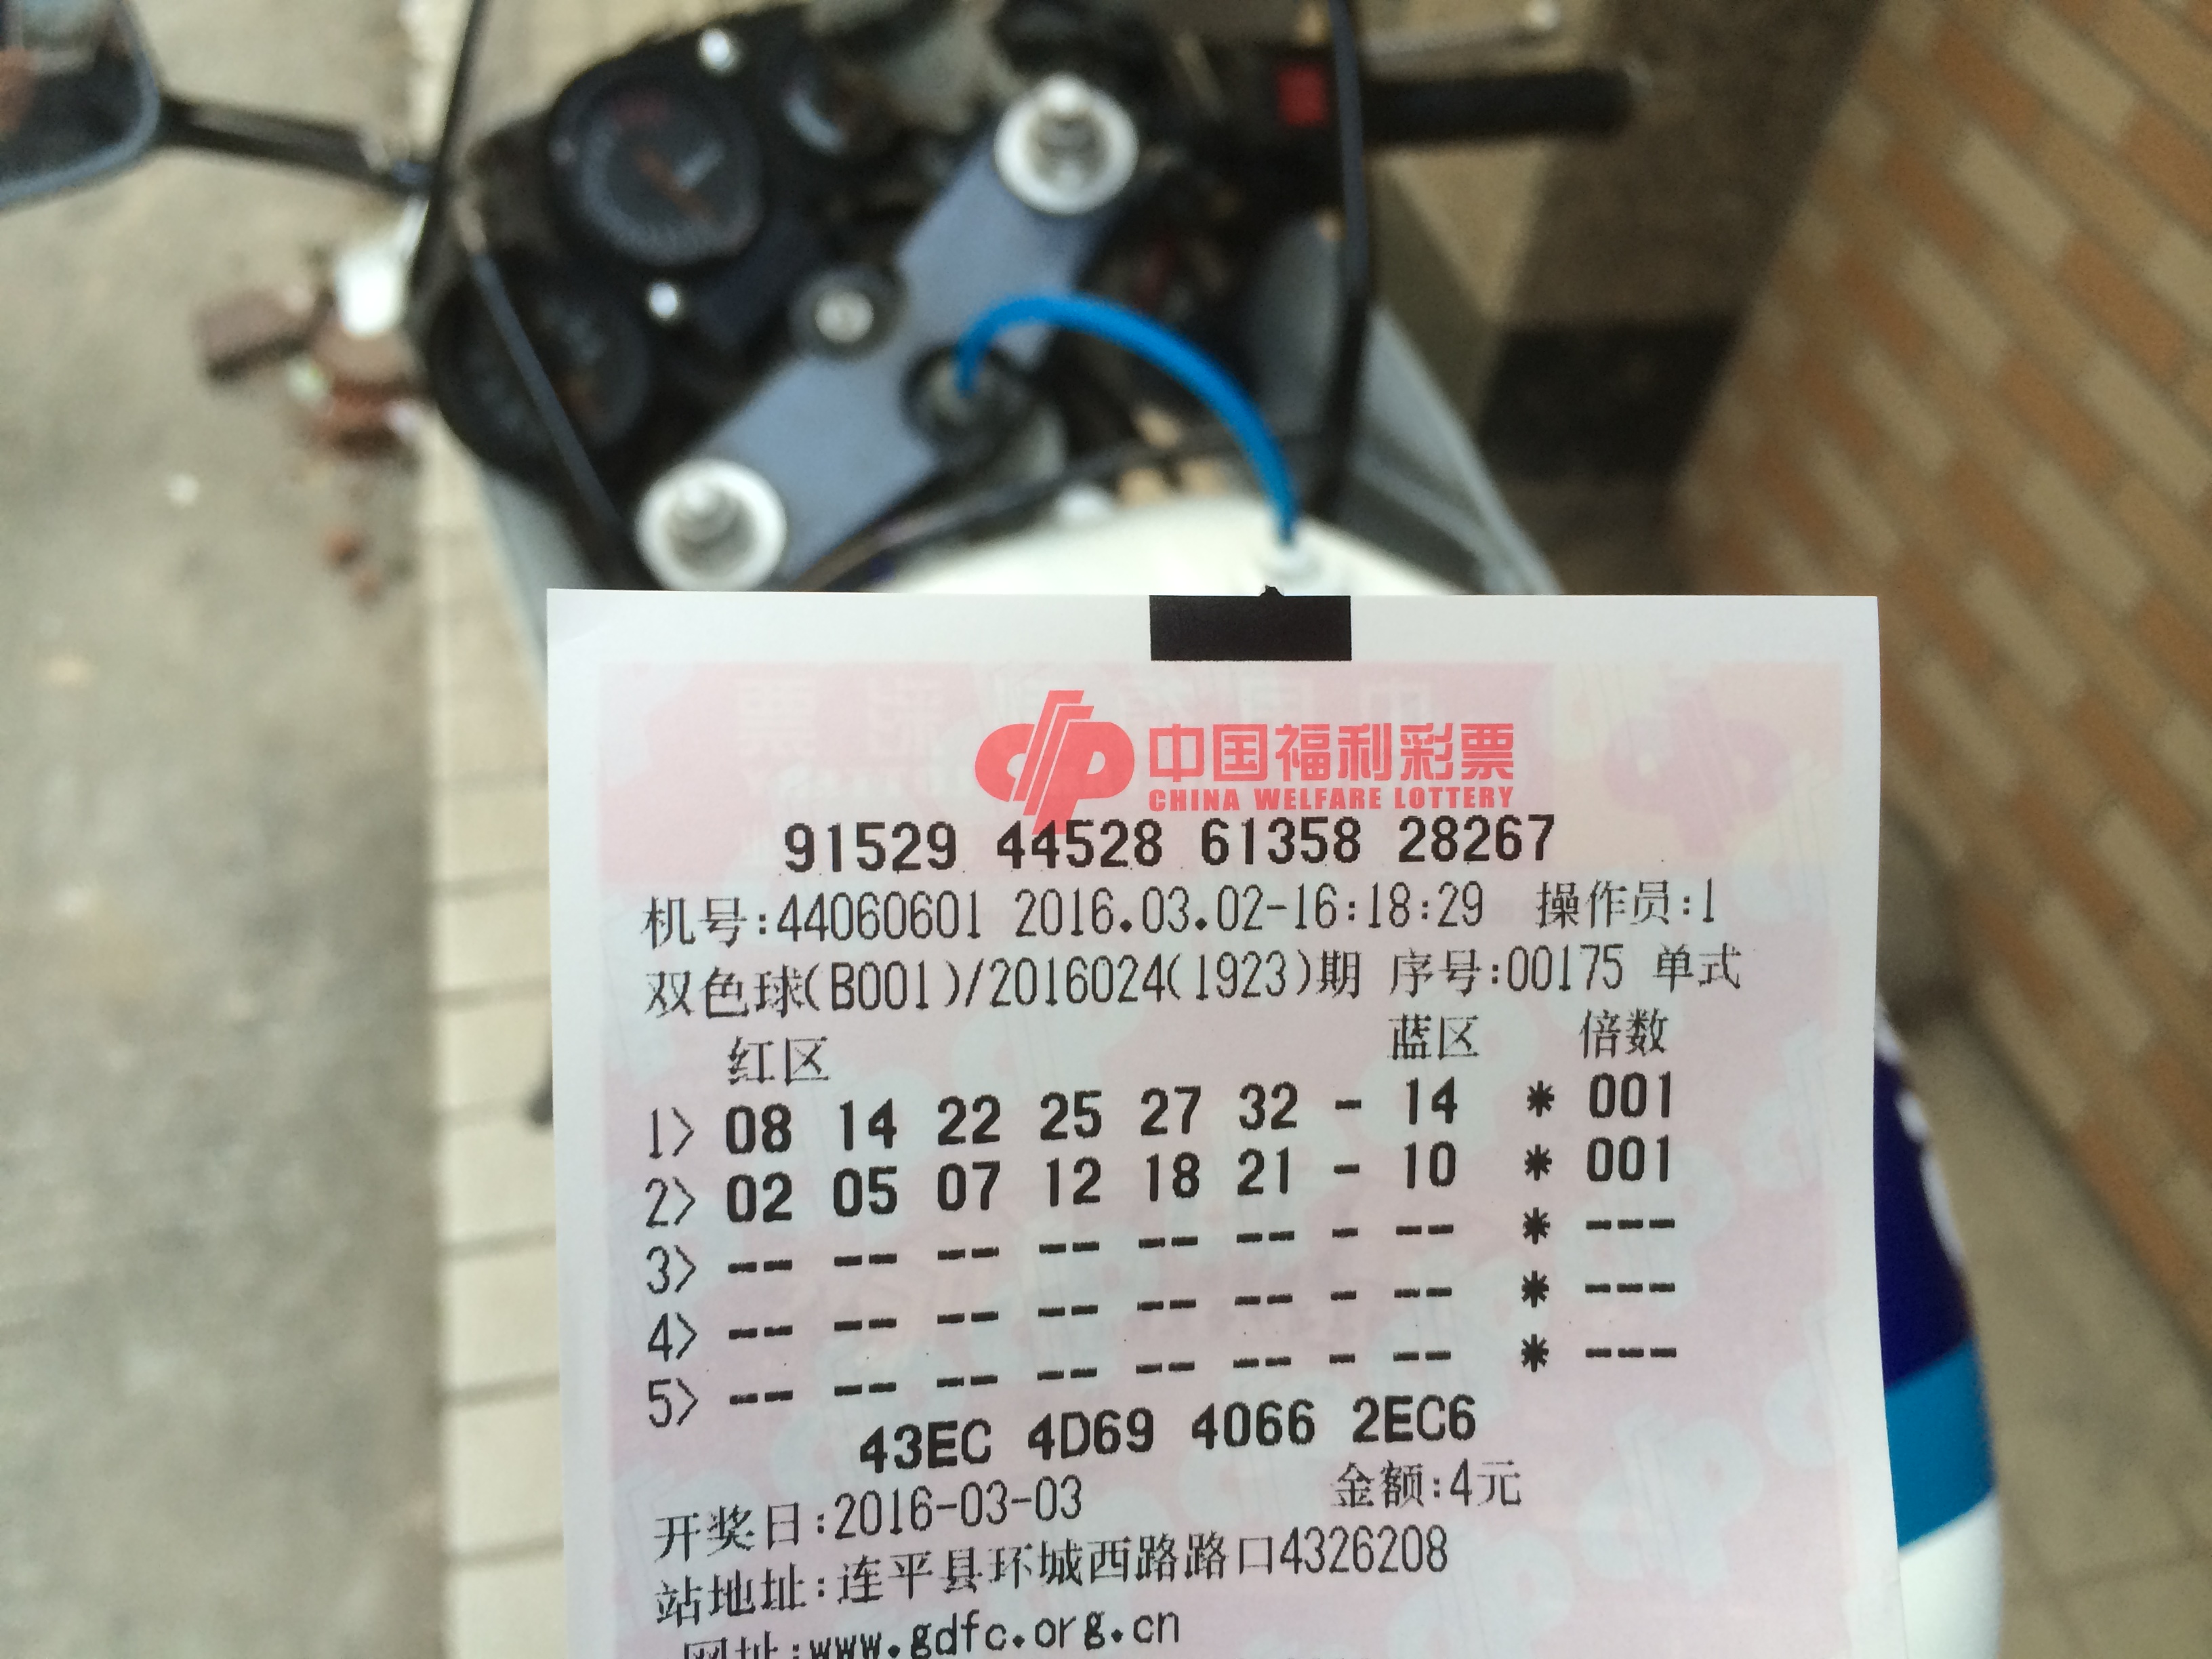 中国福利彩票
CHINA WELFARE LOTTERY
91529 44528 61358 28267
机号:44060601 2016.03.02-16:18:29 操作员:1
双色球(B001)/2016024(1923)期 序号:00175 单式
红区 蓝区 倍数
1> 08 14 22 25 27 32 - 14 * 001
2> 02 05 07 12 18 21 - 10 * 001
3> -- -- -- -- -- -- - -- * ---
4> -- -- -- -- -- -- - -- * ---
5> -- -- -- -- -- -- - -- * ---
43EC 4D69 4066 2EC6
开奖日:2016-03-03 金额:4元
站地址:连平县环城西路路口4326208
网址:www.gdfc.org.cn